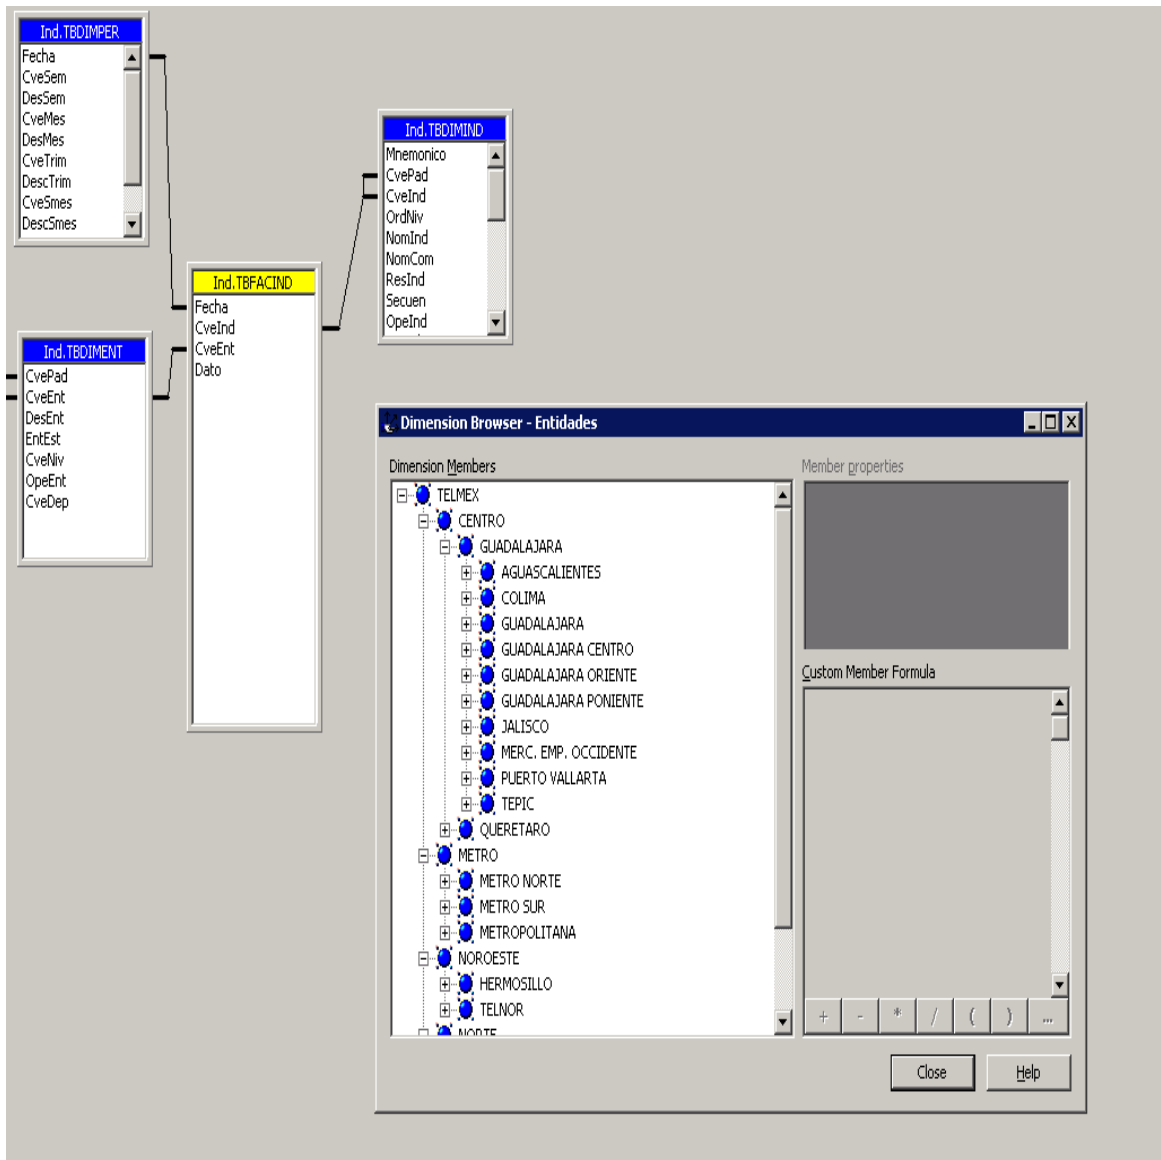 Ind.TBDIMPER
Fecha
CveSem
DesSem
CveMes
DesMes
CveTrim
DescTrim
CveSmes
DescSmes
Ind.TBDIMIND
Mnemonico
CvePad
CveInd
OrdNiv
NomInd
NomCom
ResInd
Secuen
OpeInd
Ind.TBFACIND
Fecha
CveInd
CveEnt
Dato
Ind.TBDIMENT
CvePad
CveEnt
DesEnt
EntEst
CveNiv
OpeEnt
CveDep
Dimension Browser - Entidades
Dimension Members
TELMEX
CENTRO
GUADALAJARA
AGUASCALIENTES
COLIMA
GUADALAJARA
GUADALAJARA CENTRO
GUADALAJARA ORIENTE
GUADALAJARA PONIENTE
JALISCO
MERC. EMP. OCCIDENTE
PUERTO VALLARTA
TEPIC
QUERETARO
METRO
METRO NORTE
METRO SUR
METROPOLITANA
NOROESTE
HERMOSILLO
TELNOR
NORTE
Member properties
Custom Member Formula
+ - * / ( ) ...
Close Help